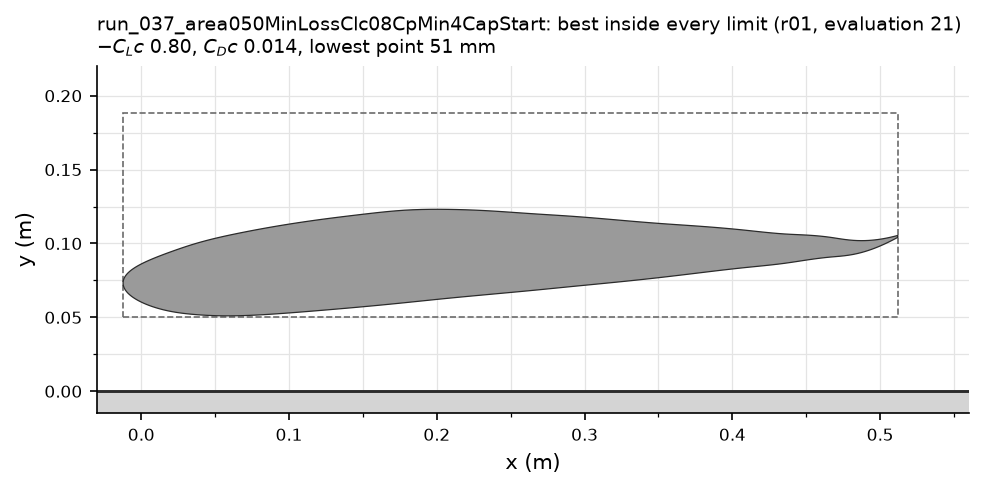 run_037_area050MinLossClc08CpMin4CapStart: best inside every limit (r01, evaluation 21)
−C_Lc 0.80, C_Dc 0.014, lowest point 51 mm
0.20
0.15
0.10
0.05
0.00
y (m)
0.0 0.1 0.2 0.3 0.4 0.5
x (m)